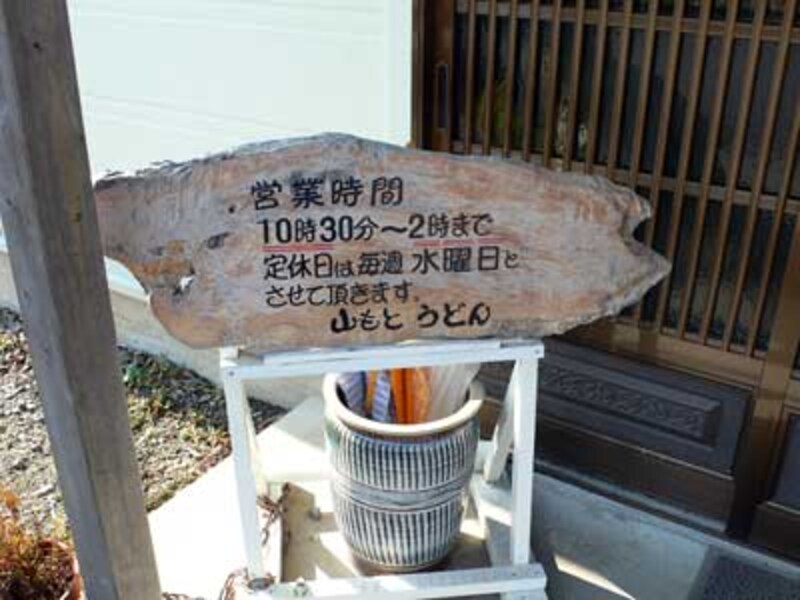 営業時間
10時30分〜2時まで
定休日は毎週 水曜日と
させて頂きます。
山もと うどん